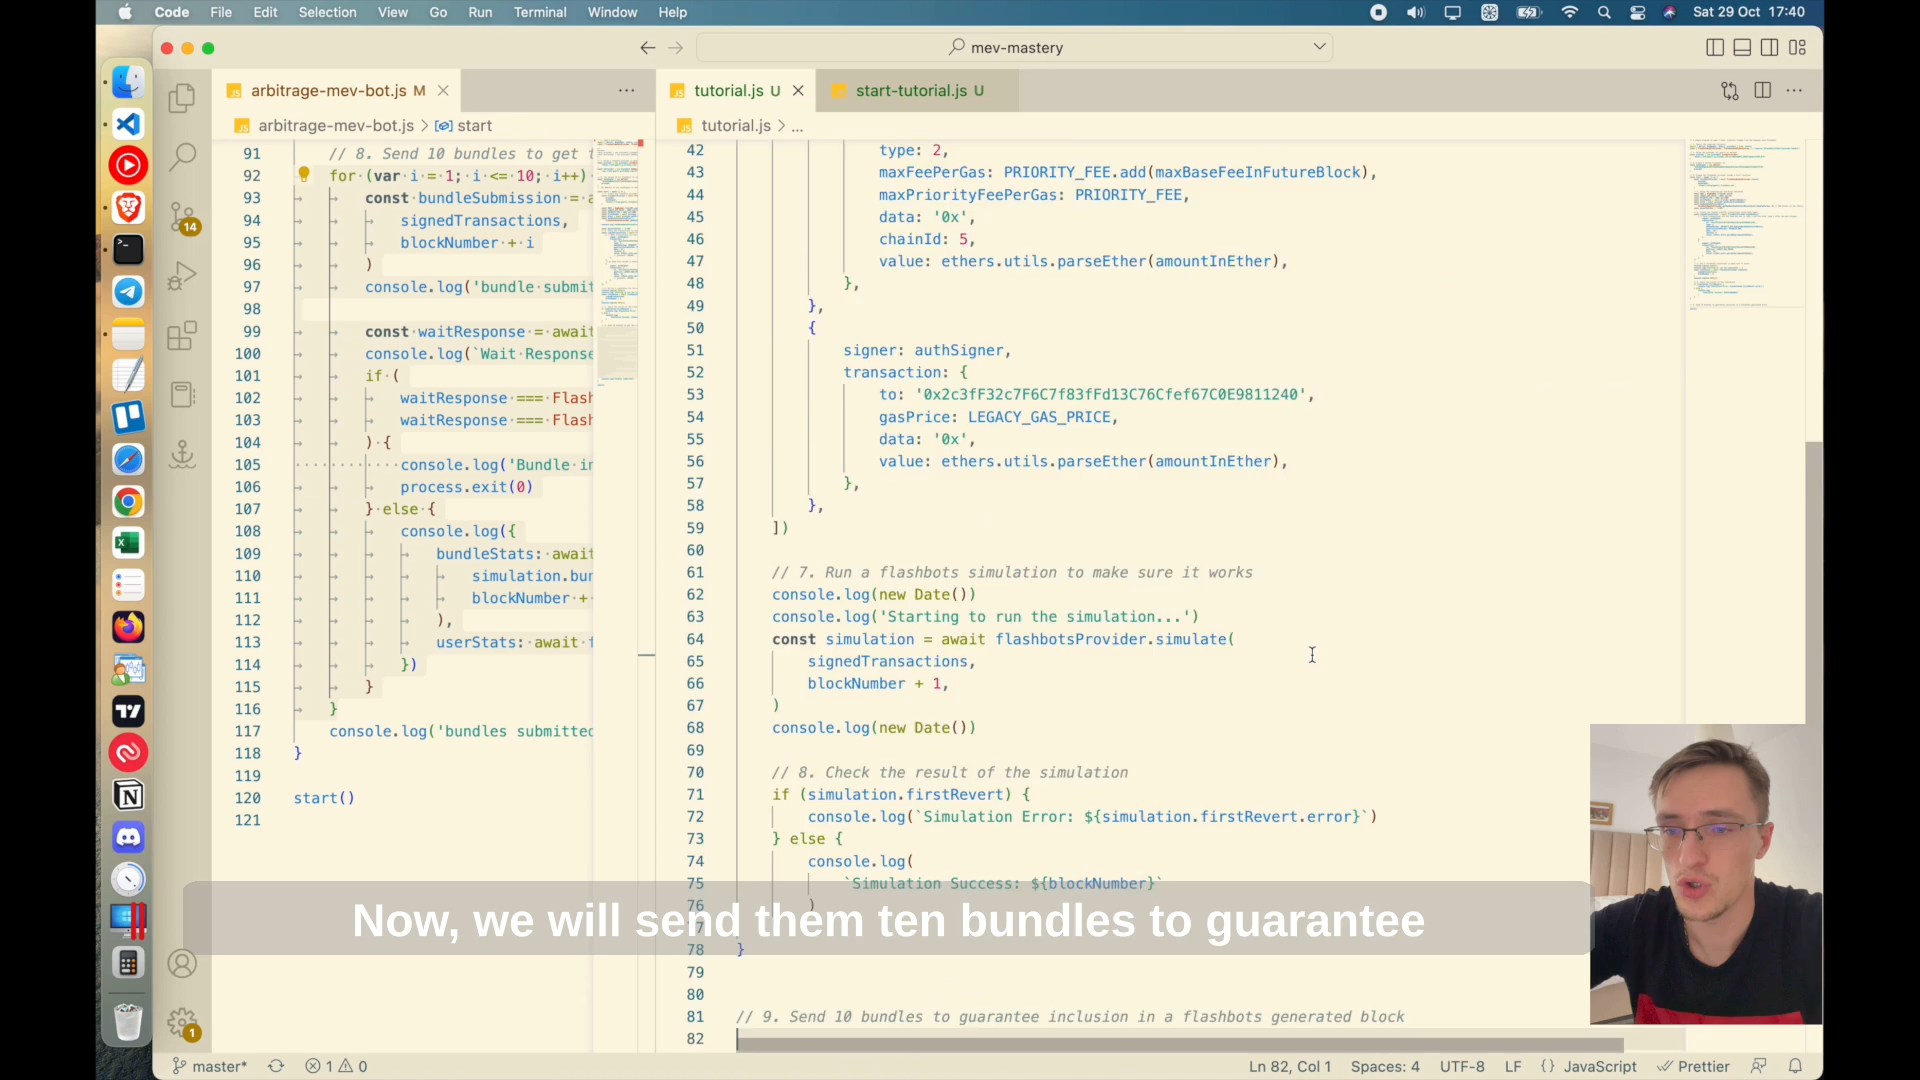 Code File Edit Selection View Go Run Terminal Window Help Sat 29 Oct 17:40
mev-mastery
arbitrage-mev-bot.js M
arbitrage-mev-bot.js > start
91 // 8. Send 10 bundles to get
92 for (var i = 1; i <= 10; i++)
93 const bundleSubmission =
94 signedTransactions,
95 blockNumber + i
96 )
97 console.log('bundle submit
98
99 const waitResponse = await
100 console.log(`Wait Response
101 if (
102 waitResponse === Flash
103 waitResponse === Flash
104 ) {
105 console.log('Bundle in
106 process.exit(0)
107 } else {
108 console.log({
109 bundleStats: await
110 simulation.bun
111 blockNumber +
112 ),
113 userStats: await f
114 })
115 }
116 }
117 console.log('bundles submitted
118 }
119
120 start()
121
tutorial.js U start-tutorial.js U
tutorial.js > ...
42 type: 2,
43 maxFeePerGas: PRIORITY_FEE.add(maxBaseFeeInFutureBlock),
44 maxPriorityFeePerGas: PRIORITY_FEE,
45 data: '0x',
46 chainId: 5,
47 value: ethers.utils.parseEther(amountInEther),
48 },
49 },
50 {
51 signer: authSigner,
52 transaction: {
53 to: '0x2c3fF32c7F6C7f83fFd13C76Cfef67C0E9811240',
54 gasPrice: LEGACY_GAS_PRICE,
55 data: '0x',
56 value: ethers.utils.parseEther(amountInEther),
57 },
58 },
59 ])
60
61 // 7. Run a flashbots simulation to make sure it works
62 console.log(new Date())
63 console.log('Starting to run the simulation...')
64 const simulation = await flashbotsProvider.simulate(
65 signedTransactions,
66 blockNumber + 1,
67 )
68 console.log(new Date())
69
70 // 8. Check the result of the simulation
71 if (simulation.firstRevert) {
72 console.log(`Simulation Error: ${simulation.firstRevert.error}`)
73 } else {
74 console.log(
75 `Simulation Success: ${blockNumber}`
76 )
78 }
79
80
81 // 9. Send 10 bundles to guarantee inclusion in a flashbots generated block
82
Now, we will send them ten bundles to guarantee
14
1
master* 1 0 Ln 82, Col 1 Spaces: 4 UTF-8 LF {} JavaScript Prettier